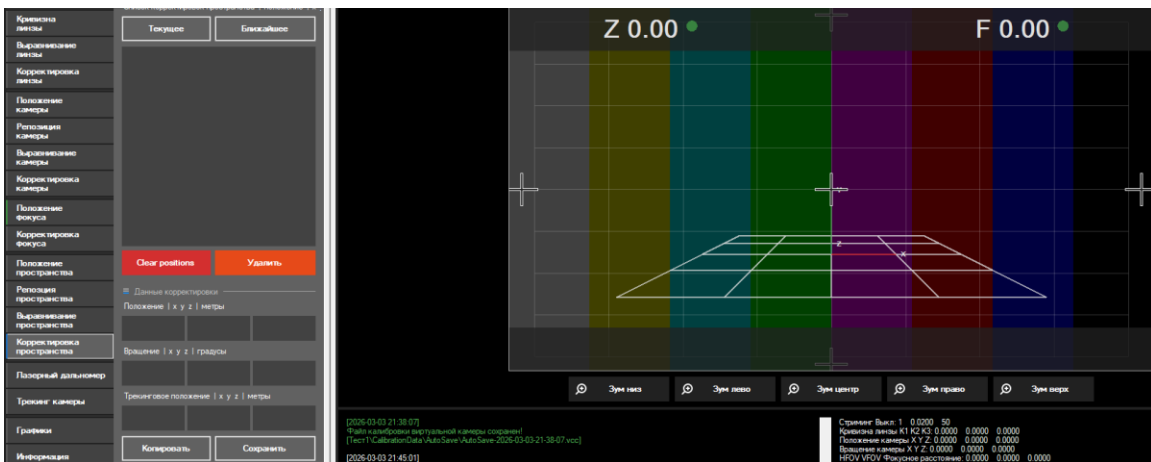 Кривизна
линзы
Выравнивание
линзы
Корректировка
линзы
Положение
камеры
Репозиция
камеры
Выравнивание
камеры
Корректировка
камеры
Положение
фокуса
Корректировка
фокуса
Положение
пространства
Репозиция
пространства
Выравнивание
пространства
Корректировка
пространства
Лазерный дальномер
Трекинг камеры
Графики
Информация
Текущее Ближайшее
Clear positions Удалить
Данные корректировки
Положение | x y z | метры
Вращение | x y z | градусы
Трекинговое положение | x y z | метры
Копировать Сохранить
Z 0.00 F 0.00
Y
Z
X
Зум низ Зум лево Зум центр Зум право Зум верх
[2026-03-03 21:38:07]
Файл калибровки виртуальной камеры сохранен!
[Тест1\CalibrationData\AutoSave\AutoSave-2026-03-03-21-38-07.vcc]
[2026-03-03 21:45:01]
Стриминг Выкл: 1 0.0200 50
Кривизна линзы K1 K2 K3: 0.0000 0.0000 0.0000
Положение камеры X Y Z: 0.0000 0.0000 0.0000
Вращение камеры X Y Z: 0.0000 0.0000 0.0000
HFOV VFOV Фокусное расстояние: 0.0000 0.0000 0.0000